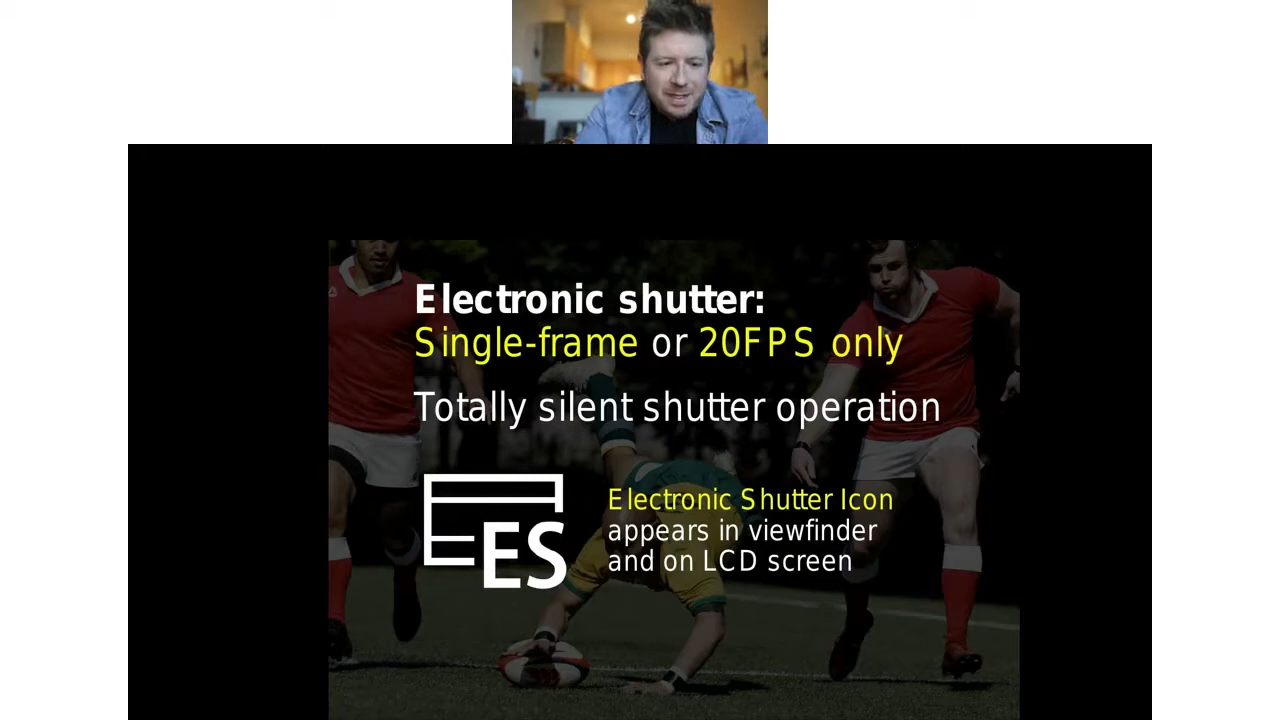 Electronic shutter:
Single-frame or 20FPS only
Totally silent shutter operation
ES
Electronic Shutter Icon
appears in viewfinder
and on LCD screen